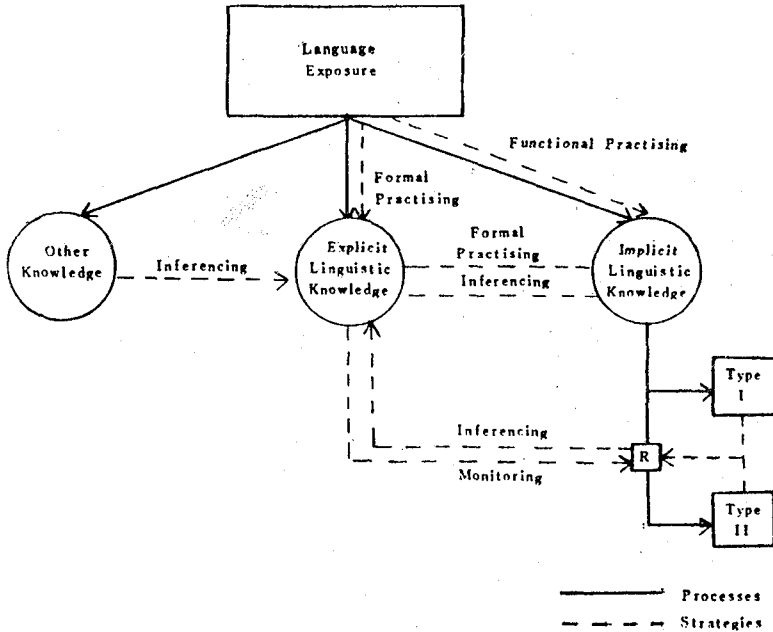 Language
Exposure
Functional Practising
Formal
Practising
Other
Knowledge
Inferencing
Explicit
Linguistic
Knowledge
Formal
Practising
Inferencing
Implicit
Linguistic
Knowledge
Type
I
Inferencing
R
Monitoring
Type
II
Processes
Strategies